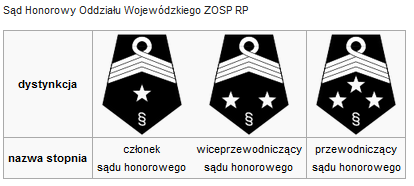 Sąd Honorowy Oddziału Wojewódzkiego ZOSP RP
dystynkcja
§ § §
nazwa stopnia
członek
sądu honorowego
wiceprzewodniczący
sądu honorowego
przewodniczący
sądu honorowego